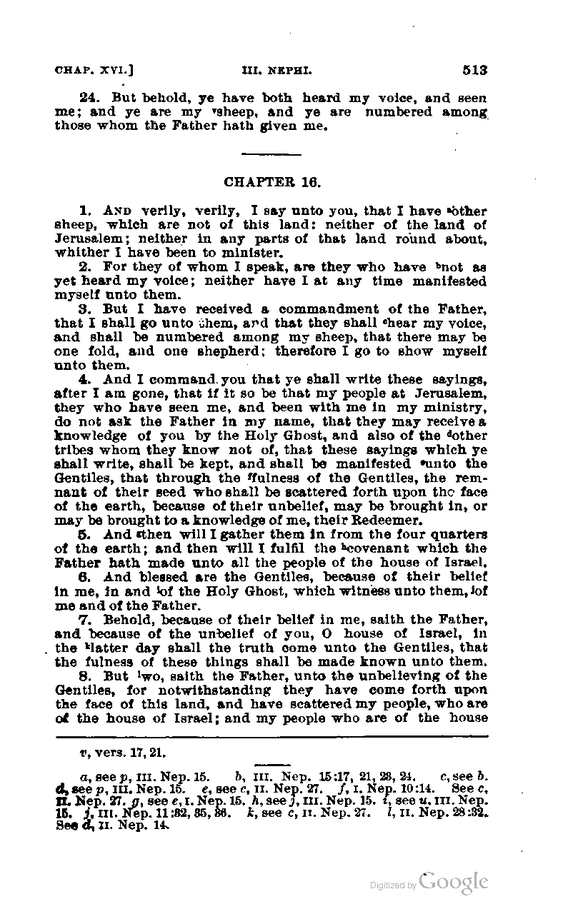 CHAP. XVI.] III. NEPHI. 513
24. But behold, ye have both heard my voice, and seen
me; and ye are my vsheep, and ye are numbered among
those whom the Father hath given me.
CHAPTER 16.
1. AND verily, verily, I say unto you, that I have aother
sheep, which are not of this land: neither of the land of
Jerusalem; neither in any parts of that land round about,
whither I have been to minister.
2. For they of whom I speak, are they who have bnot as
yet heard my voice; neither have I at any time manifested
myself unto them.
3. But I have received a commandment of the Father,
that I shall go unto them, and that they shall chear my voice,
and shall be numbered among my sheep, that there may be
one fold, and one shepherd; therefore I go to show myself
unto them.
4. And I command you that ye shall write these sayings,
after I am gone, that if it so be that my people at Jerusalem,
they who have seen me, and been with me in my ministry,
do not ask the Father in my name, that they may receive a
knowledge of you by the Holy Ghost, and also of the dother
tribes whom they know not of, that these sayings which ye
shall write, shall be kept, and shall be manifested eunto the
Gentiles, that through the ffulness of the Gentiles, the rem-
nant of their seed who shall be scattered forth upon the face
of the earth, because of their unbelief, may be brought in, or
may be brought to a knowledge of me, their Redeemer.
5. And gthen will I gather them in from the four quarters
of the earth; and then will I fulfil the hcovenant which the
Father hath made unto all the people of the house of Israel.
6. And blessed are the Gentiles, because of their belief
in me, in and iof the Holy Ghost, which witness unto them, jof
me and of the Father.
7. Behold, because of their belief in me, saith the Father,
and because of the unbelief of you, O house of Israel, in
the klatter day shall the truth come unto the Gentiles, that
the fulness of these things shall be made known unto them.
8. But lwo, saith the Father, unto the unbelieving of the
Gentiles, for notwithstanding they have come forth upon
the face of this land, and have scattered my people, who are
of the house of Israel; and my people who are of the house
v, vers. 17, 21.
a, see p, III. Nep. 15. b, III. Nep. 15:17, 21, 23, 24. c, see b.
d, see p, III. Nep. 15. e, see c, II. Nep. 27. f, I. Nep. 10:14. See c,
II. Nep. 27. g, see e, I. Nep. 15. h, see j, III. Nep. 15. i, see u, III. Nep.
15. j, III. Nep. 11:32, 35, 36. k, see c, II. Nep. 27. l, II. Nep. 28:32.
See d, II. Nep. 14.
Digitized by Google